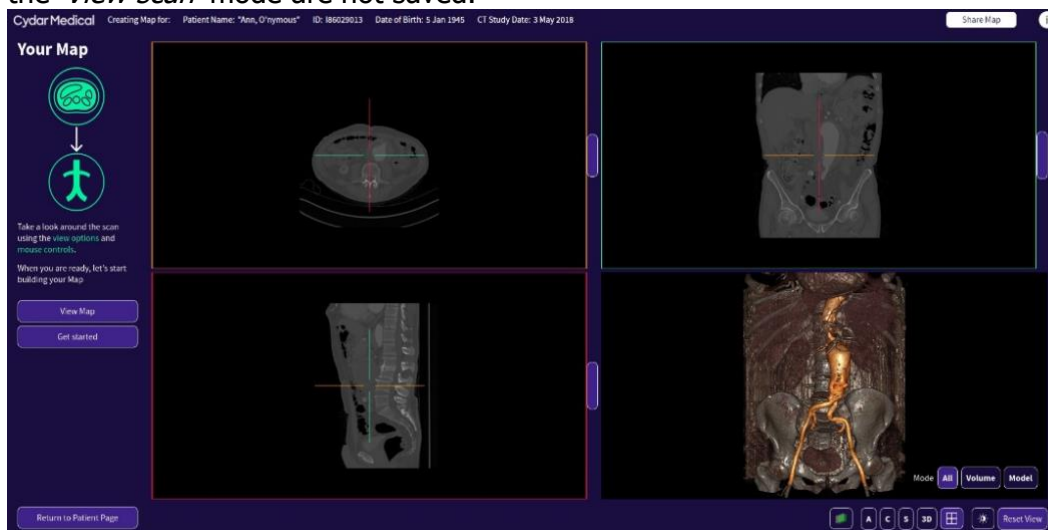 the "View Scan" mode are not saved.
Cydar Medical Creating Map for: Patient Name: "Ann, O'nymous" ID: I86029013 Date of Birth: 5 Jan 1945 CT Study Date: 3 May 2018 Share Map i
Your Map
Take a look around the scan
using the view options and
mouse controls.
When you are ready, let's start
building your Map
View Map
Get started
Mode All Volume Model
Return to Patient Page A C S 3D Reset View